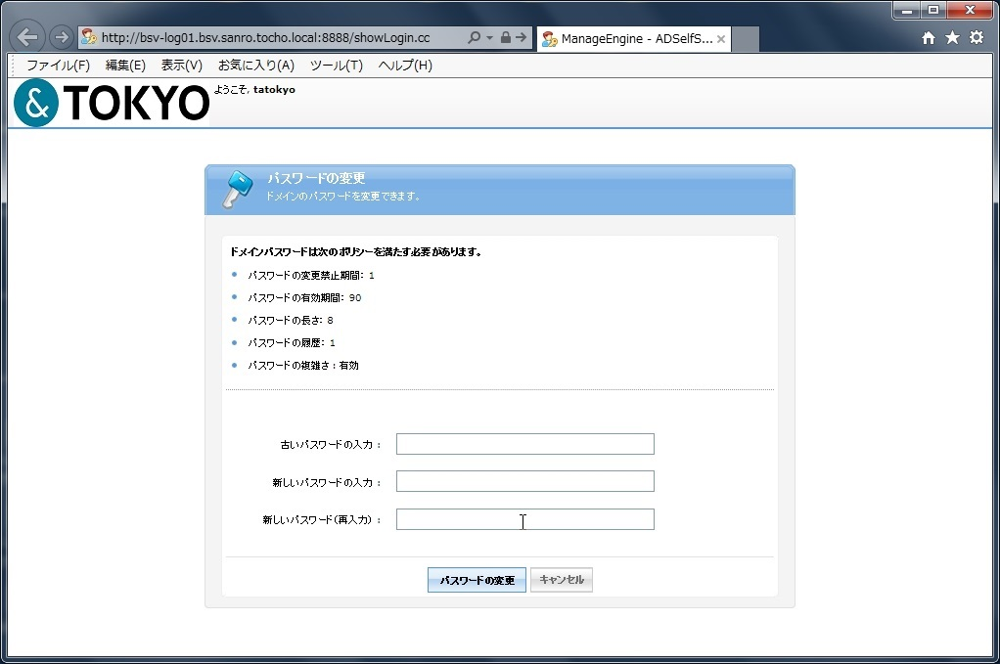 http://bsv-log01.bsv.sanro.tocho.local:8888/showLogin.cc
ManageEngine - ADSelfS...
ファイル(F) 編集(E) 表示(V) お気に入り(A) ツール(T) ヘルプ(H)
& TOKYO
ようこそ, tatokyo
パスワードの変更
ドメインのパスワードを変更できます。
ドメインパスワードは次のポリシーを満たす必要があります。
パスワードの変更禁止期間: 1
パスワードの有効期間: 90
パスワードの長さ: 8
パスワードの履歴: 1
パスワードの複雑さ : 有効
古いパスワードの入力 :
新しいパスワードの入力 :
新しいパスワード(再入力) :
パスワードの変更
キャンセル